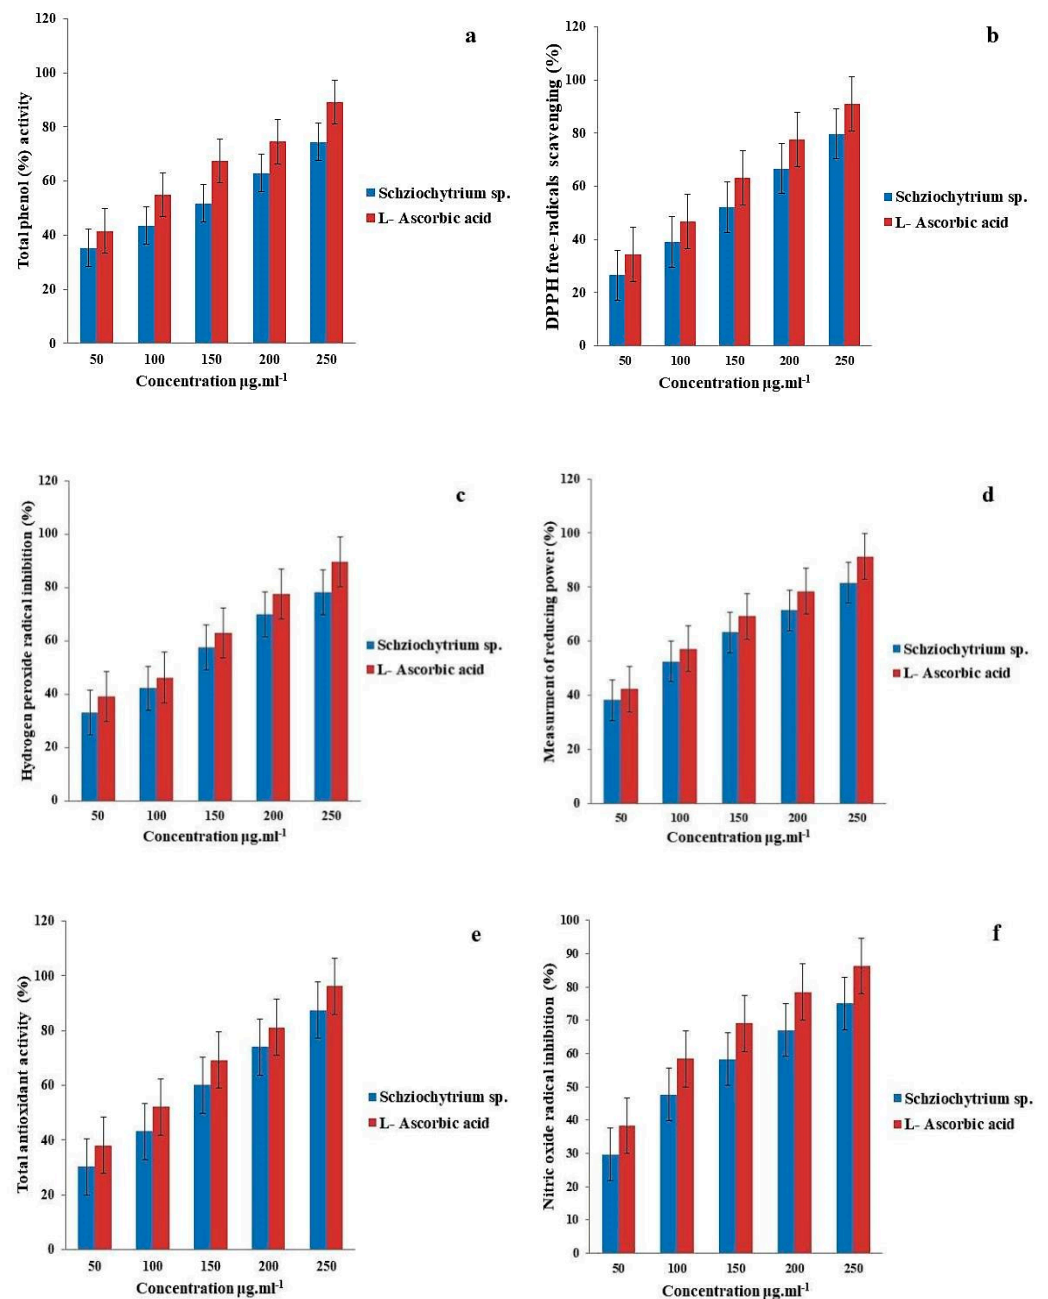 a
Total phenol (%) activity
120
100
80
60
40
20
0
50 100 150 200 250
Concentration µg.ml-1
Schziochytrium sp.
L- Ascorbic acid
b
DPPH free-radicals scavenging (%)
120
100
80
60
40
20
0
50 100 150 200 250
Concentration µg.ml-1
Schziochytrium sp.
L- Ascorbic acid
c
Hydrogen peroxide radical inhibition (%)
120
100
80
60
40
20
0
50 100 150 200 250
Concentration µg.ml-1
Schziochytrium sp.
L- Ascorbic acid
d
Measurment of reducing power (%)
120
100
80
60
40
20
0
50 100 150 200 250
Concentration µg.ml-1
Schziochytrium sp.
L- Ascorbic acid
e
Total antioxidant activity (%)
120
100
80
60
40
20
0
50 100 150 200 250
Concentration µg.ml-1
Schziochytrium sp.
L- Ascorbic acid
f
Nitric oxide radical inhibition (%)
100
90
80
70
60
50
40
30
20
10
0
50 100 150 200 250
Concentration µg.ml-1
Schziochytrium sp.
L- Ascorbic acid